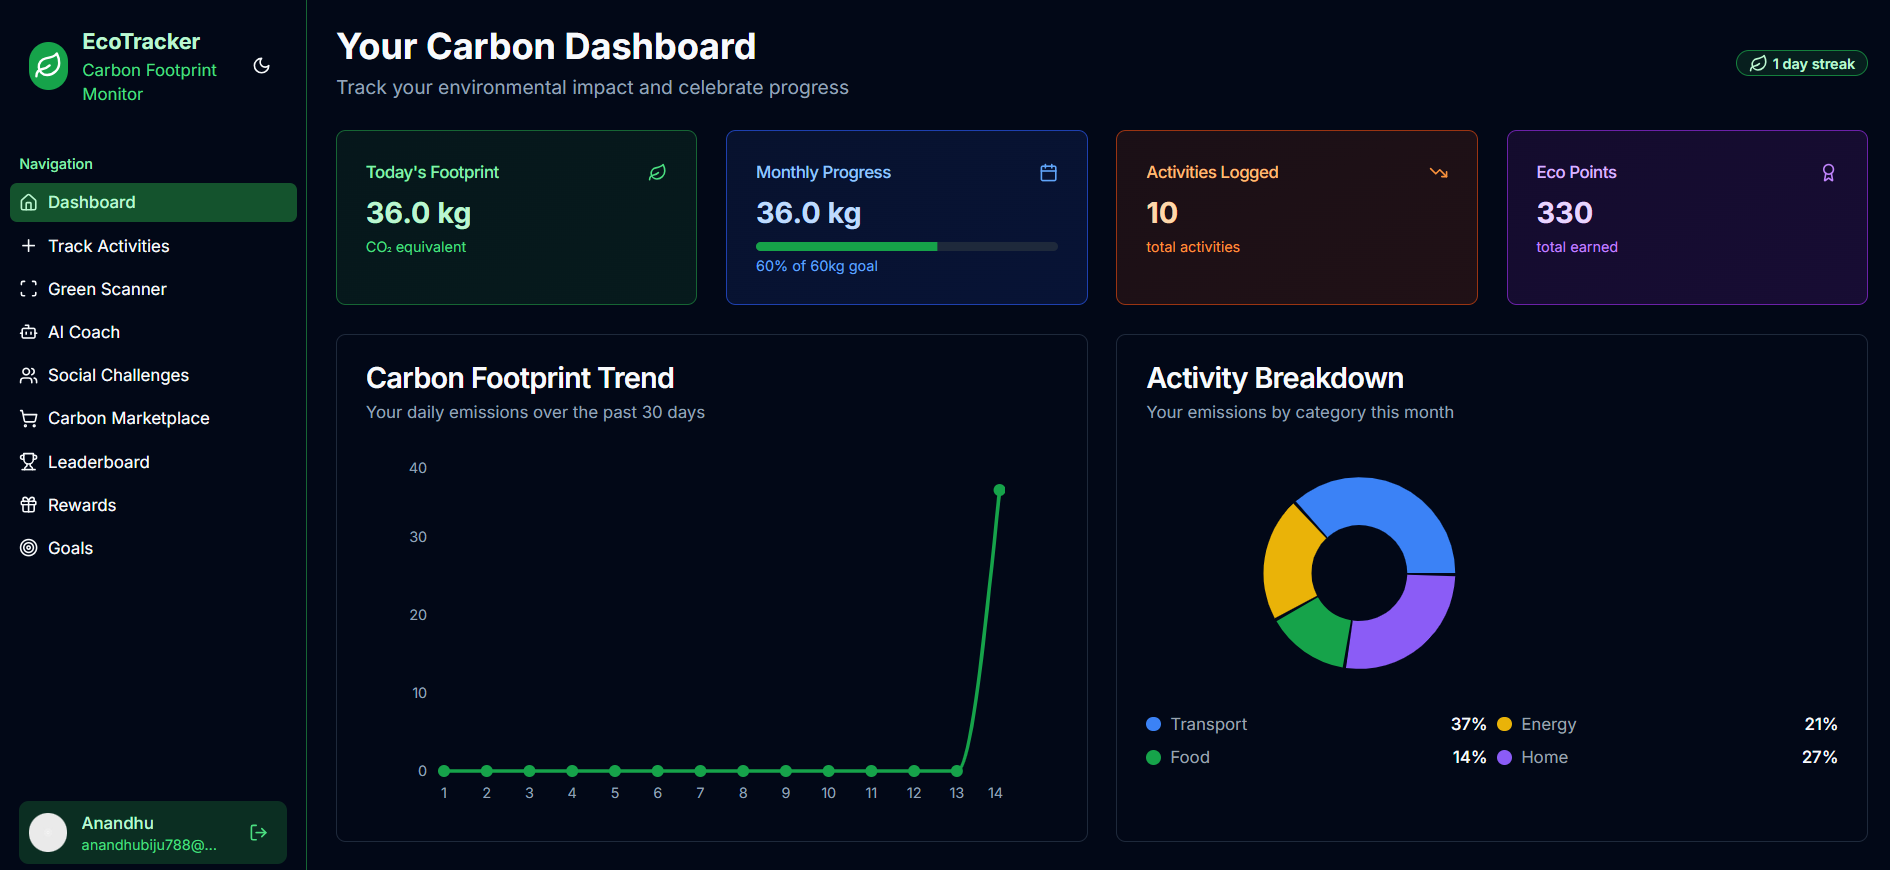 EcoTracker
Carbon Footprint
Monitor
Navigation
Dashboard
Track Activities
Green Scanner
AI Coach
Social Challenges
Carbon Marketplace
Leaderboard
Rewards
Goals
Anandhu
anandhubiju788@...
Your Carbon Dashboard
Track your environmental impact and celebrate progress
1 day streak
Today's Footprint
36.0 kg
CO₂ equivalent
Monthly Progress
36.0 kg
60% of 60kg goal
Activities Logged
10
total activities
Eco Points
330
total earned
Carbon Footprint Trend
Your daily emissions over the past 30 days
40
30
20
10
0
1 2 3 4 5 6 7 8 9 10 11 12 13 14
Activity Breakdown
Your emissions by category this month
Transport 37% Energy 21%
Food 14% Home 27%